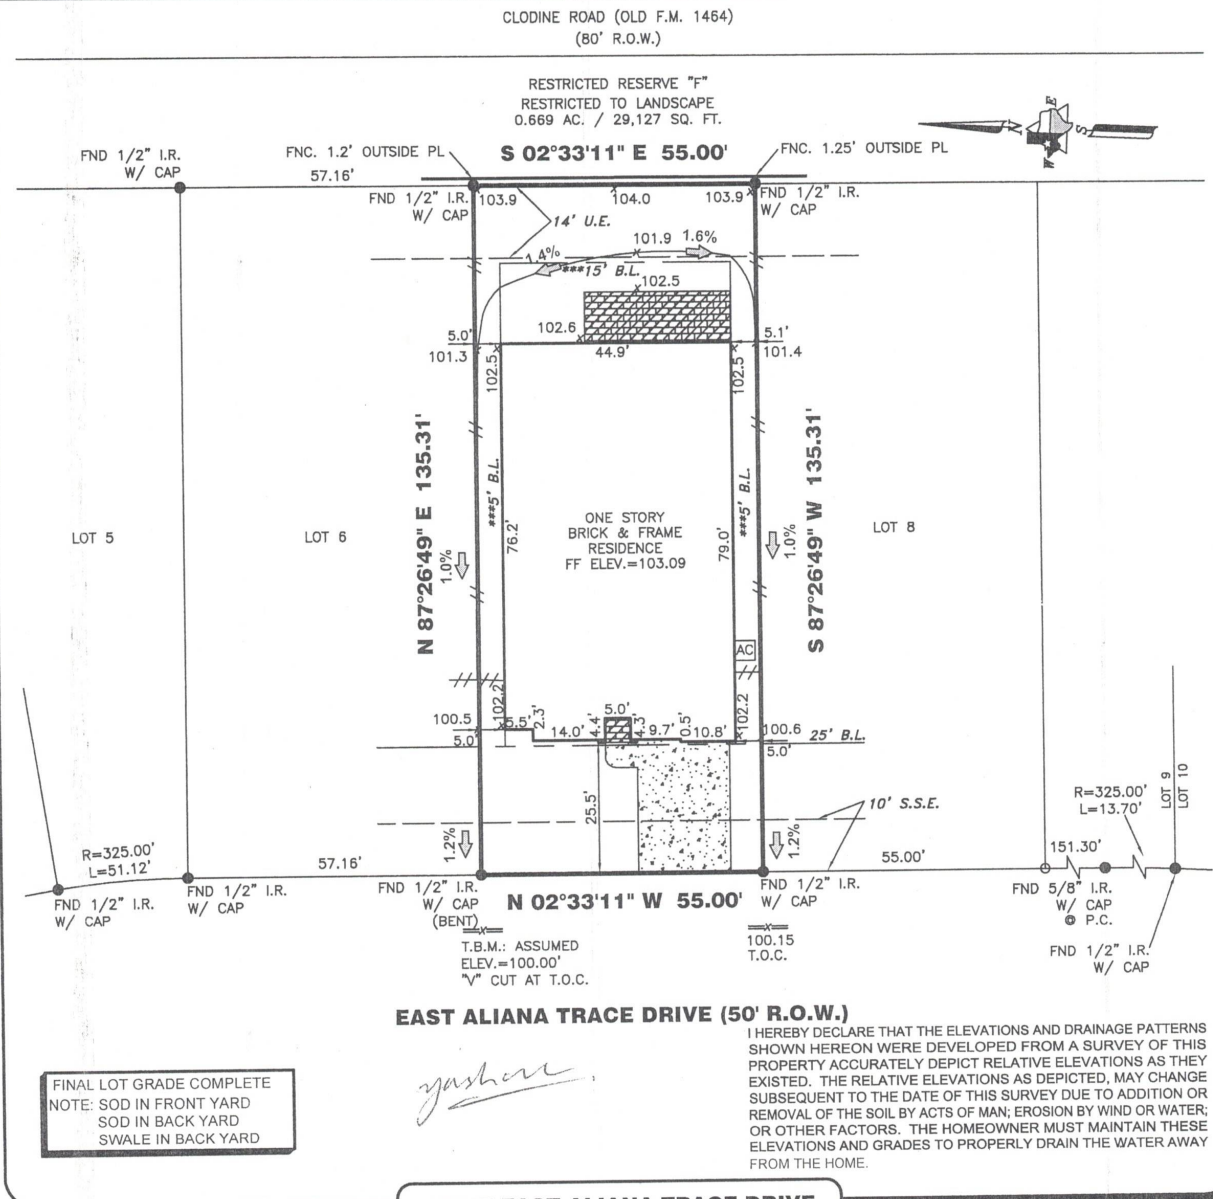 CLODINE ROAD (OLD F.M. 1464)
(80' R.O.W.)
RESTRICTED RESERVE "F"
RESTRICTED TO LANDSCAPE
0.669 AC. / 29,127 SQ. FT.
N
E
S
W
FND 1/2" I.R.
W/ CAP
FNC. 1.2' OUTSIDE PL
S 02°33'11" E 55.00'
FNC. 1.25' OUTSIDE PL
57.16'
FND 1/2" I.R.
W/ CAP
103.9
104.0
103.9
FND 1/2" I.R.
W/ CAP
14' U.E.
1.4%
101.9
1.6%
***15' B.L.
102.5
102.6
5.0'
101.3
44.9'
5.1'
101.4
102.5
102.5
N 87°26'49" E 135.31'
***5' B.L.
76.2'
ONE STORY
BRICK & FRAME
RESIDENCE
FF ELEV.=103.09
79.0'
***5' B.L.
S 87°26'49" W 135.31'
1.0%
1.0%
LOT 5
LOT 6
LOT 8
AC
102.2
102.2
100.5
5.0'
5.5'
2.3'
14.0'
4.4'
5.0'
4.3'
9.7'
0.5'
10.8'
100.6
5.0'
25' B.L.
25.5'
10' S.S.E.
1.2%
1.2%
R=325.00'
L=51.12'
57.16'
55.00'
151.30'
R=325.00'
L=13.70'
LOT 9
LOT 10
FND 1/2" I.R.
W/ CAP
FND 1/2" I.R.
W/ CAP
FND 1/2" I.R.
W/ CAP
(BENT)
N 02°33'11" W 55.00'
FND 1/2" I.R.
W/ CAP
FND 5/8" I.R.
W/ CAP
@ P.C.
FND 1/2" I.R.
W/ CAP
T.B.M.: ASSUMED
ELEV.=100.00'
"V" CUT AT T.O.C.
100.15
T.O.C.
EAST ALIANA TRACE DRIVE (50' R.O.W.)
I HEREBY DECLARE THAT THE ELEVATIONS AND DRAINAGE PATTERNS
SHOWN HEREON WERE DEVELOPED FROM A SURVEY OF THIS
PROPERTY ACCURATELY DEPICT RELATIVE ELEVATIONS AS THEY
EXISTED. THE RELATIVE ELEVATIONS AS DEPICTED, MAY CHANGE
SUBSEQUENT TO THE DATE OF THIS SURVEY DUE TO ADDITION OR
REMOVAL OF THE SOIL BY ACTS OF MAN; EROSION BY WIND OR WATER;
OR OTHER FACTORS. THE HOMEOWNER MUST MAINTAIN THESE
ELEVATIONS AND GRADES TO PROPERLY DRAIN THE WATER AWAY
FROM THE HOME.
FINAL LOT GRADE COMPLETE
NOTE: SOD IN FRONT YARD
SOD IN BACK YARD
SWALE IN BACK YARD
EAST ALIANA TRACE DRIVE